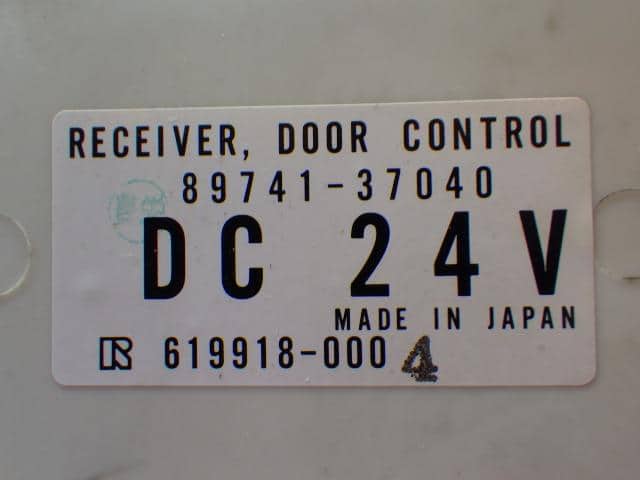 RECEIVER, DOOR CONTROL
89741-37040
DC 24V
MADE IN JAPAN
R 619918-000 4